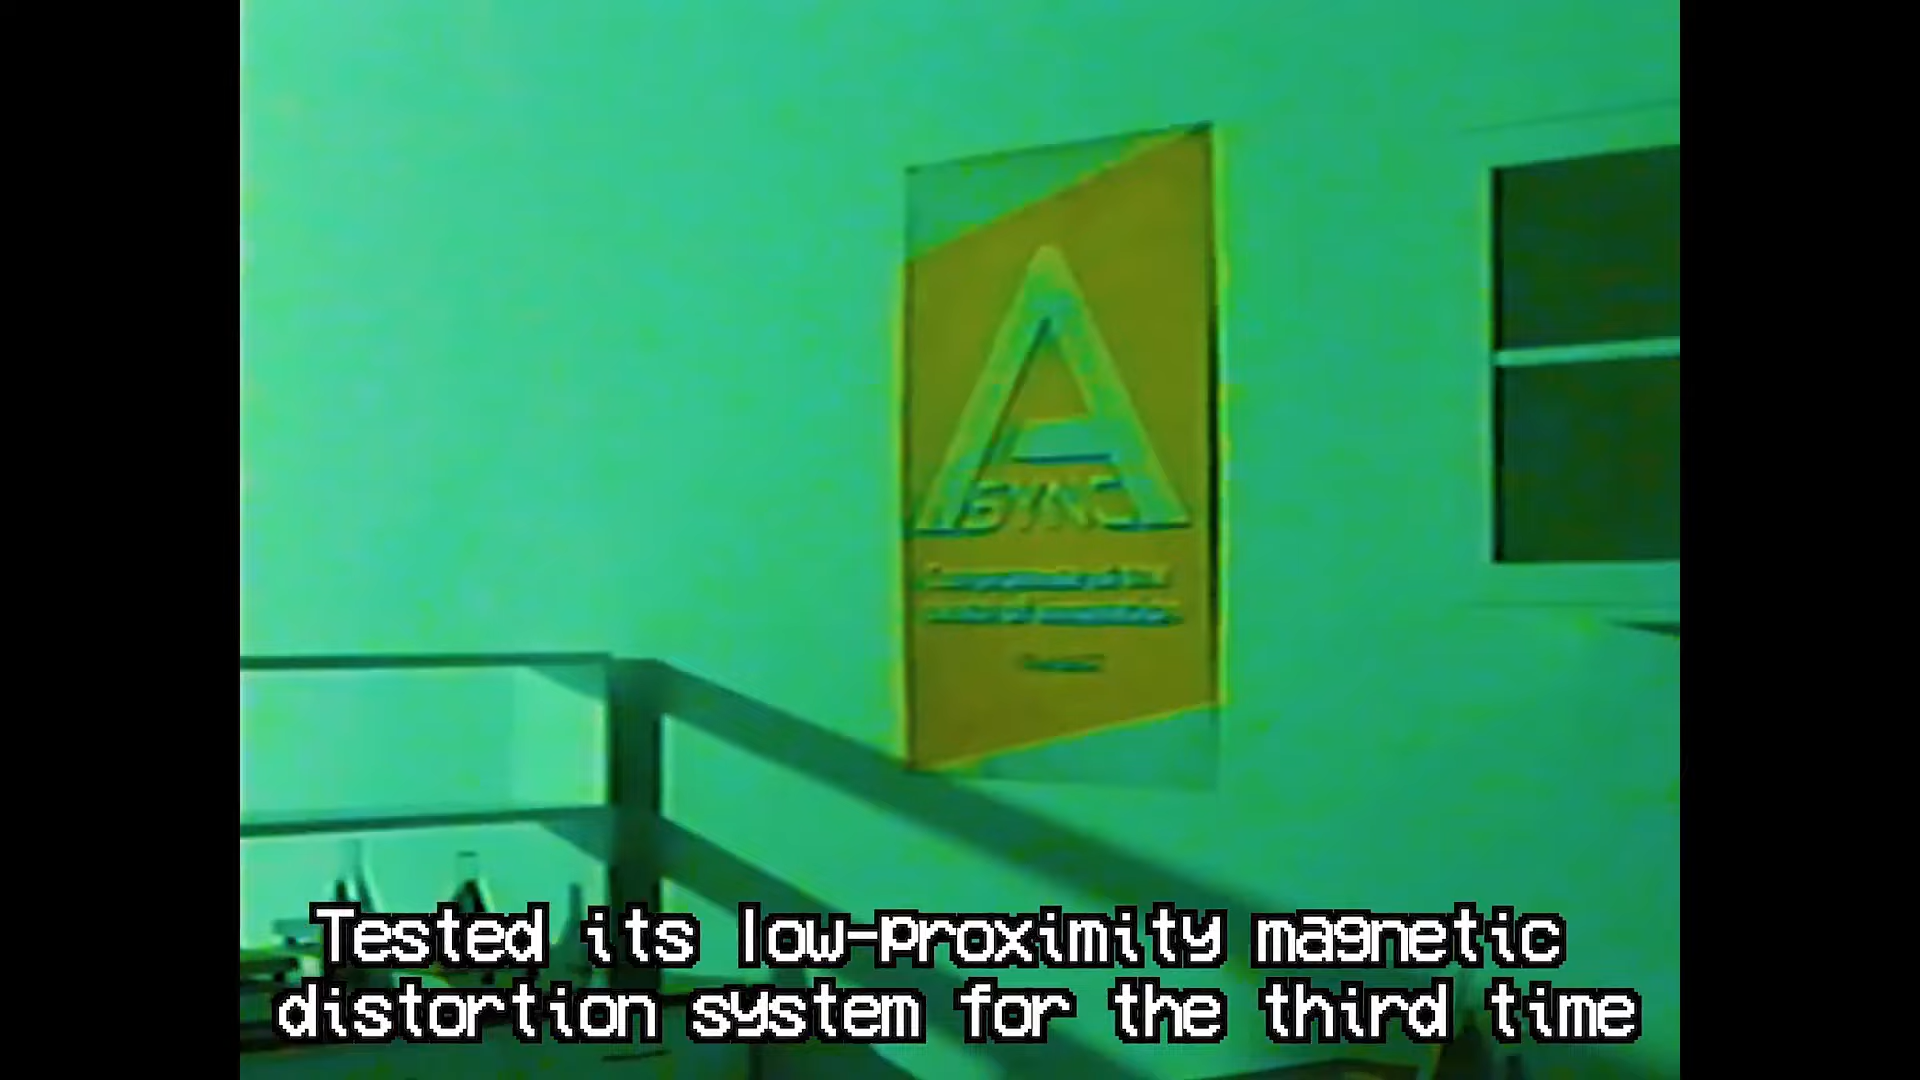 A
SYNC
Tested its low-proximity magnetic
distortion system for the third time